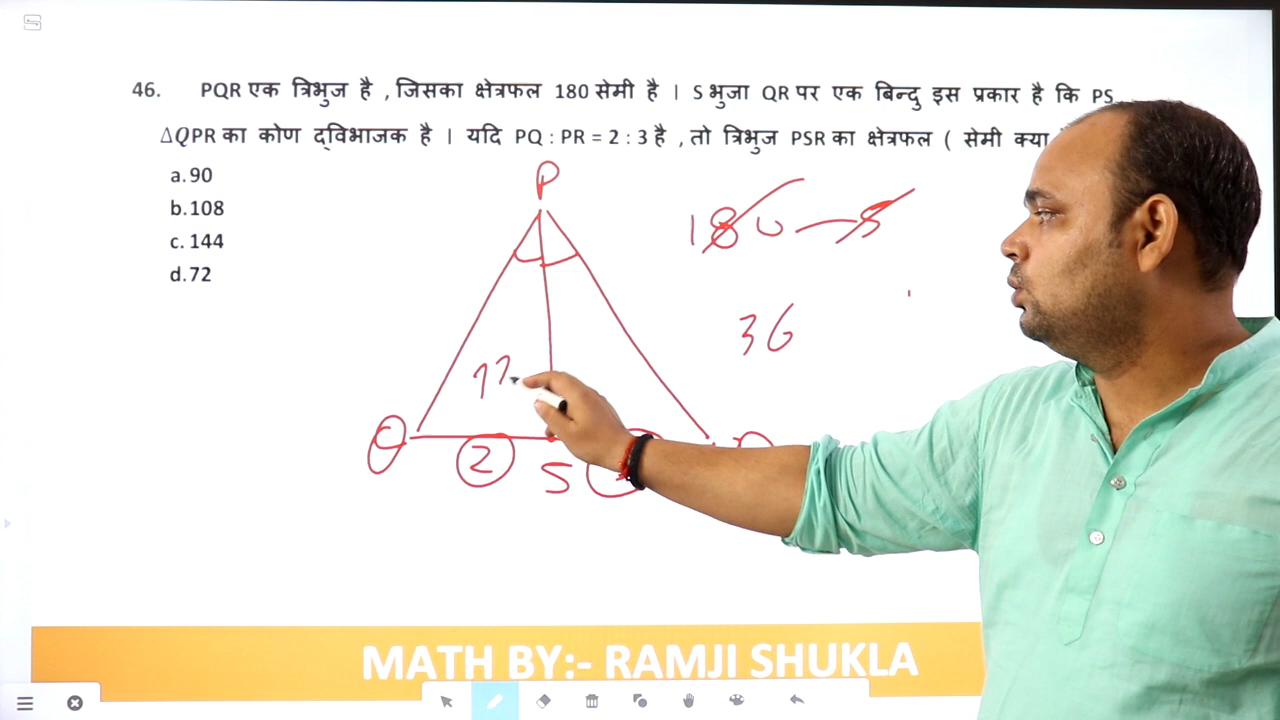 46. PQR एक त्रिभुज है , जिसका क्षेत्रफल 180 सेमी है । S भुजा QR पर एक बिन्दु इस प्रकार है कि PS
ΔQPR का कोण द्विभाजक है । यदि PQ : PR = 2 : 3 है , तो त्रिभुज PSR का क्षेत्रफल ( सेमी क्या
a. 90
b. 108
c. 144
d. 72
P
180 — 5
36
72
Q
2
S
MATH BY:- RAMJI SHUKLA